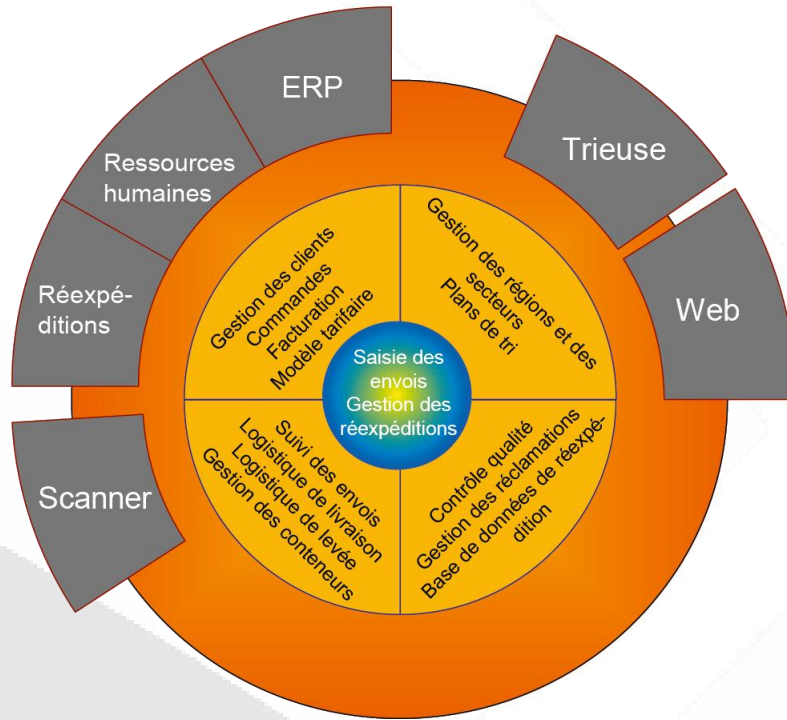 ERP
Ressources
humaines
Réexpé-
ditions
Scanner
Trieuse
Web
Gestion des clients
Commandes
Facturation
Modèle tarifaire
Gestion des régions et des
secteurs
Plans de tri
Saisie des
envois
Gestion des
réexpéditions
Suivi des envois
Logistique de livraison
Logistique de levée
Gestion des conteneurs
Contrôle qualité
Gestion des réclamations
Base de données de réexpé-
dition